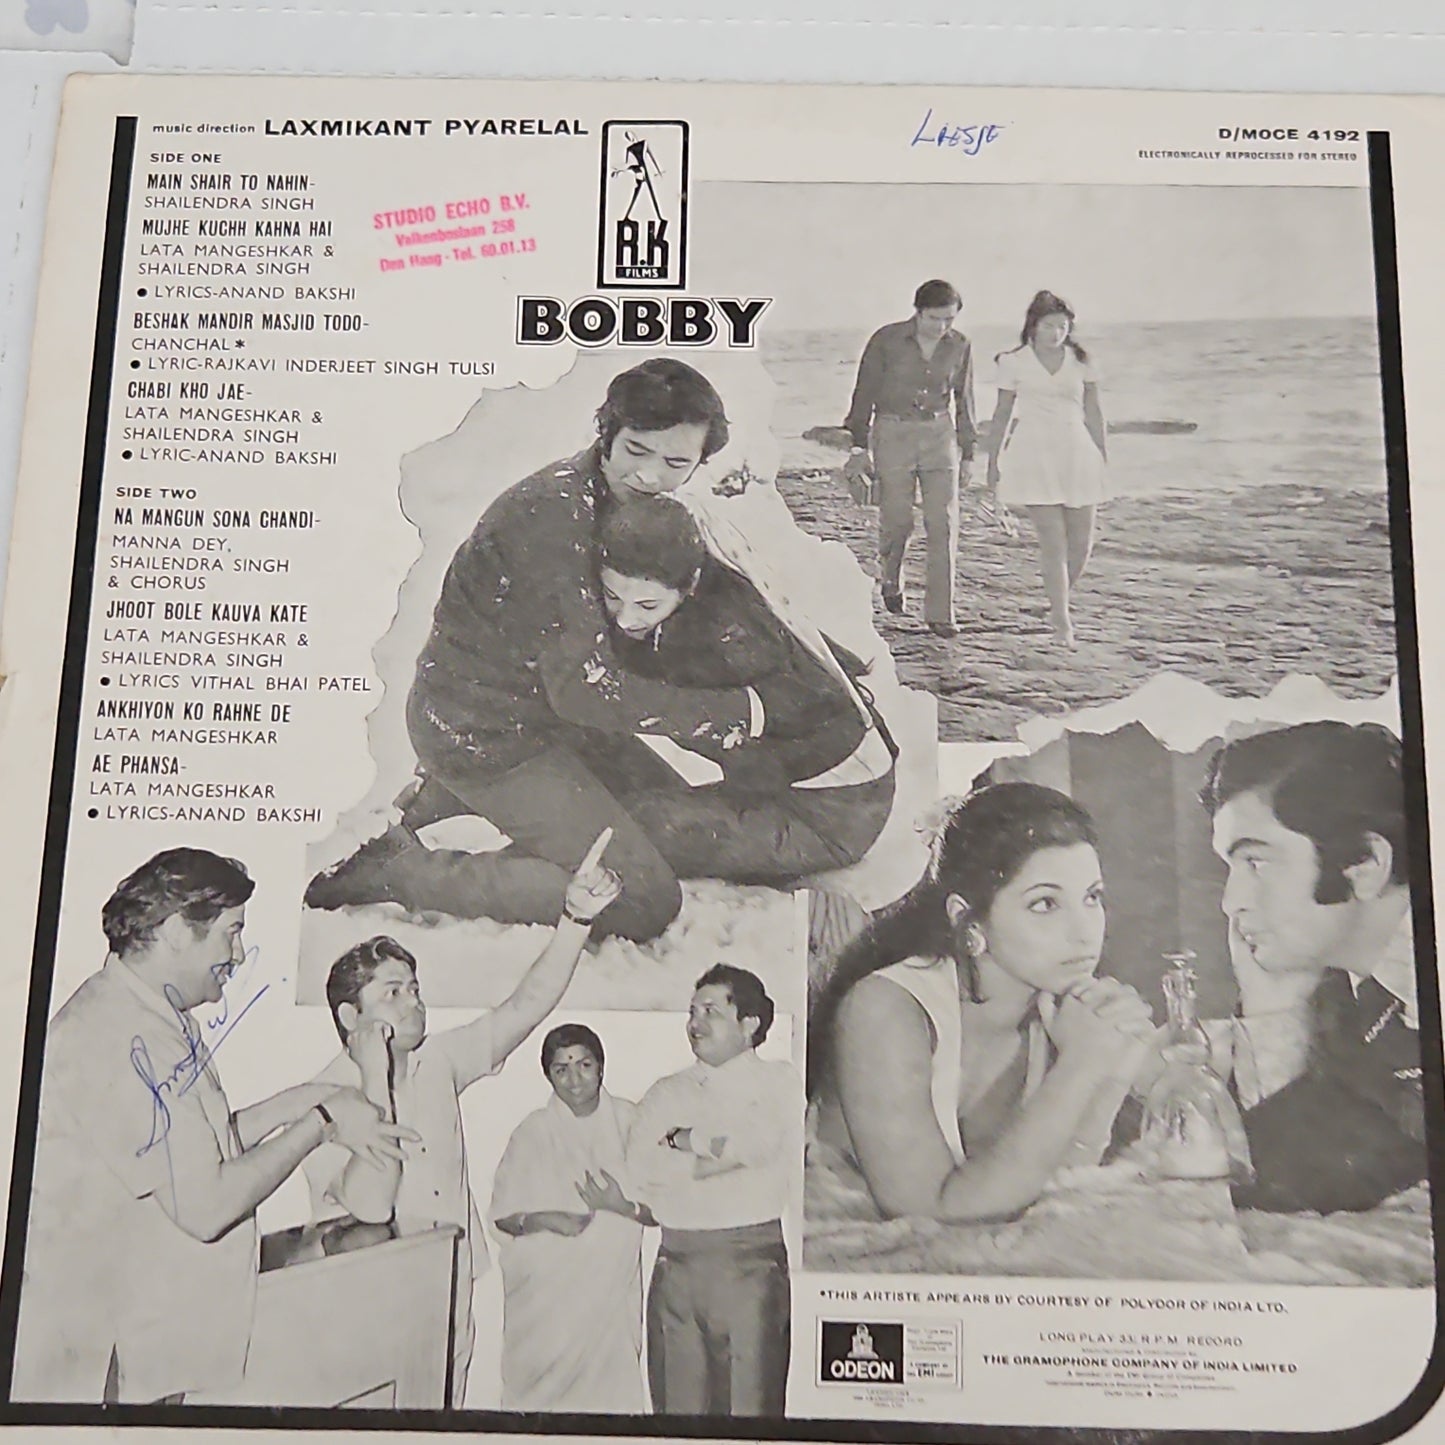 music direction LAXMIKANT PYARELAL
SIDE ONE
MAIN SHAIR TO NAHIN-
SHAILENDRA SINGH
MUJHE KUCHH KAHNA HAI
LATA MANGESHKAR &
SHAILENDRA SINGH
● LYRICS-ANAND BAKSHI
BESHAK MANDIR MASJID TODO-
CHANCHAL*
● LYRIC-RAJKAVI INDERJEET SINGH TULSI
CHABI KHO JAE-
LATA MANGESHKAR &
SHAILENDRA SINGH
● LYRIC-ANAND BAKSHI
SIDE TWO
NA MANGUN SONA CHANDI-
MANNA DEY,
SHAILENDRA SINGH
& CHORUS
JHOOT BOLE KAUVA KATE
LATA MANGESHKAR &
SHAILENDRA SINGH
● LYRICS VITHAL BHAI PATEL
ANKHIYON KO RAHNE DE
LATA MANGESHKAR
AE PHANSA-
LATA MANGESHKAR
● LYRICS-ANAND BAKSHI
STUDIO ECHO B.V.
Valkenboslaan 258
Den Haag - Tel. 60.01.13
R.K
FILMS
BOBBY
D/MOCE 4192
ELECTRONICALLY REPROCESSED FOR STEREO
*THIS ARTISTE APPEARS BY COURTESY OF POLYDOR OF INDIA LTD.
ODEON
EMI
LONG PLAY 33⅓ R.P.M. RECORD
THE GRAMOPHONE COMPANY OF INDIA LIMITED